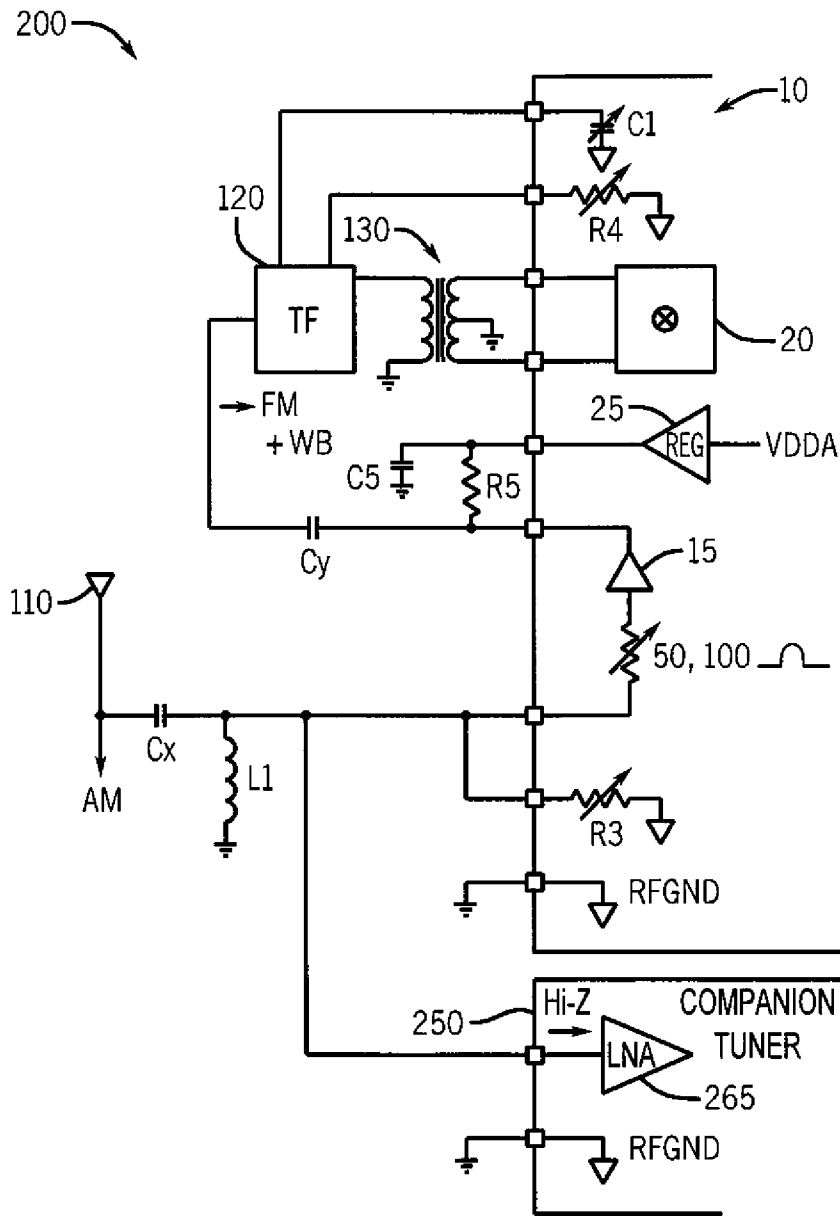 200
10
C1
120
R4
130
TF
20
FM
+ WB
25
REG
VDDA
C5
R5
Cy
15
110
50, 100
Cx
L1
AM
R3
RFGND
250
Hi-Z
COMPANION
TUNER
LNA
265
RFGND